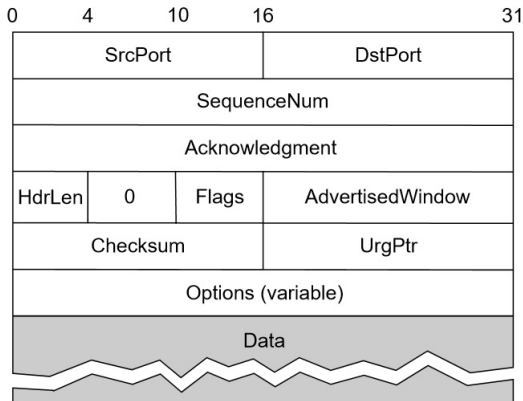 0 4 10 16 31
SrcPort DstPort
SequenceNum
Acknowledgment
HdrLen 0 Flags AdvertisedWindow
Checksum UrgPtr
Options (variable)
Data